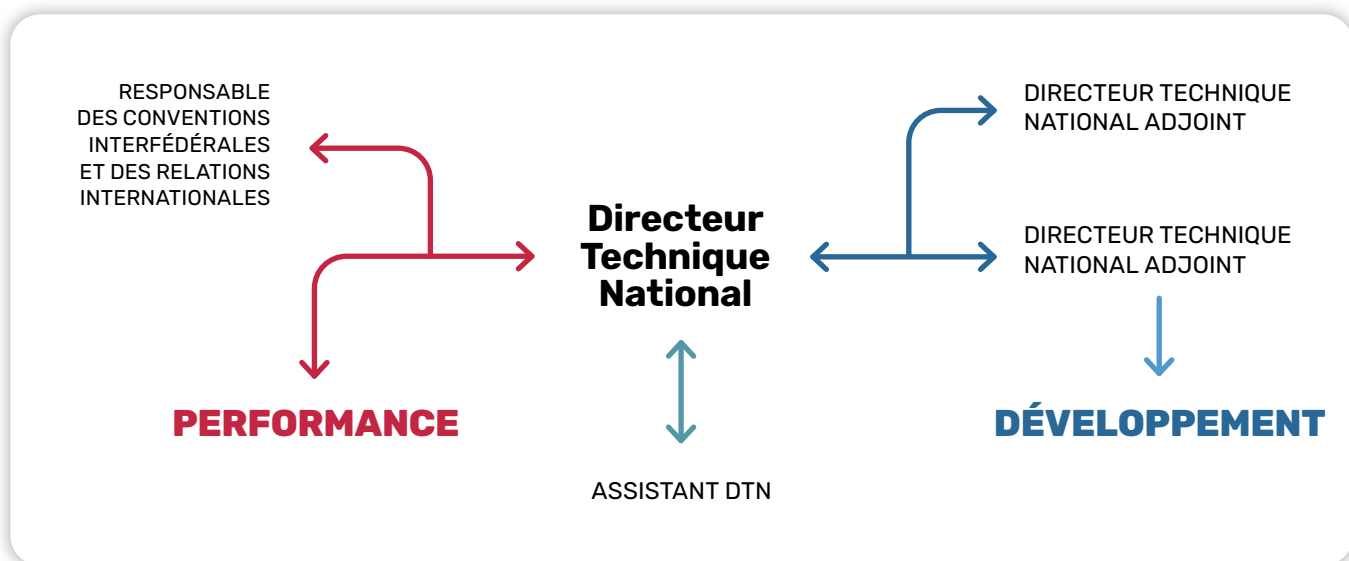 RESPONSABLE
DES CONVENTIONS
INTERFÉDÉRALES
ET DES RELATIONS
INTERNATIONALES
PERFORMANCE
Directeur
Technique
National
ASSISTANT DTN
DIRECTEUR TECHNIQUE
NATIONAL ADJOINT
DIRECTEUR TECHNIQUE
NATIONAL ADJOINT
DÉVELOPPEMENT